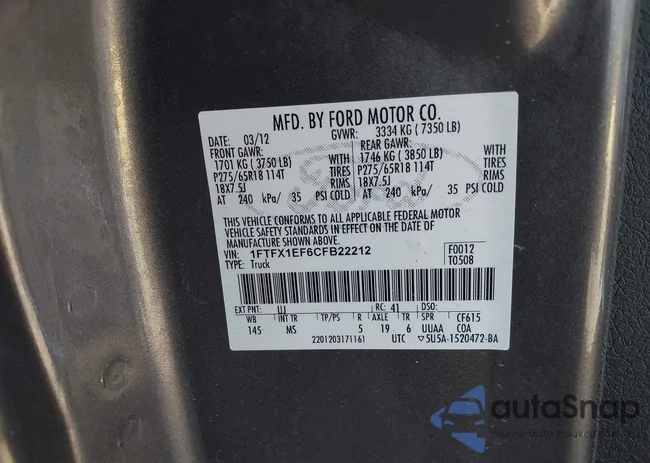 MFD. BY FORD MOTOR CO.
DATE: 03/12 GVWR: 3334 KG (7350 LB)
FRONT GAWR: REAR GAWR:
1701 KG (3750 LB) WITH 1746 KG (3850 LB) WITH
P275/65R18 114T TIRES P275/65R18 114T TIRES
18X7.5J RIMS 18X7.5J RIMS
AT 240 kPa/ 35 PSI COLD AT 240 kPa/ 35 PSI COLD
THIS VEHICLE CONFORMS TO ALL APPLICABLE FEDERAL MOTOR
VEHICLE SAFETY STANDARDS IN EFFECT ON THE DATE OF
MANUFACTURE SHOWN ABOVE.
VIN: 1FTFX1EF6CFB22212 F0012
TYPE: Truck T0508
EXT PNT: UJ RC: 41 DSO:
WB INT TR TP/PS R AXLE TR SPR CF615
145 MS 5 19 6 UUAA COA
2201203171161 UTC ▽5U5A-1520472-BA
autoSnap